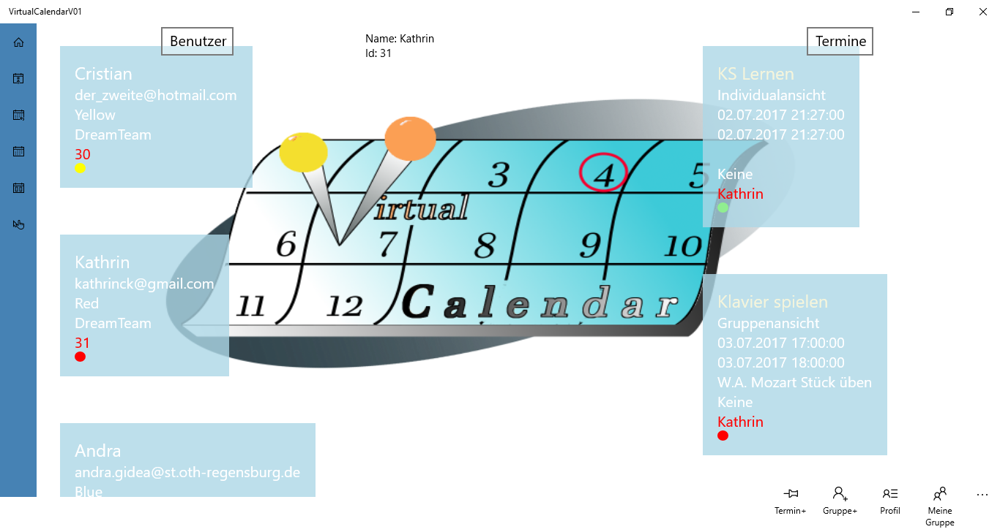 VirtualCalendarV01
Benutzer
Name: Kathrin
Id: 31
Termine
Cristian
der_zweite@hotmail.com
Yellow
DreamTeam
30
Kathrin
kathrinck@gmail.com
Red
DreamTeam
31
Andra
andra.gidea@st.oth-regensburg.de
Blue
3 4 5
irtual
6 7 8 9 10
11 12 Calendar
KS Lernen
Individualansicht
02.07.2017 21:27:00
02.07.2017 21:27:00
Keine
Kathrin
Klavier spielen
Gruppenansicht
03.07.2017 17:00:00
03.07.2017 18:00:00
W.A. Mozart Stück üben
Keine
Kathrin
Termin+
Gruppe+
Profil
Meine
Gruppe
...